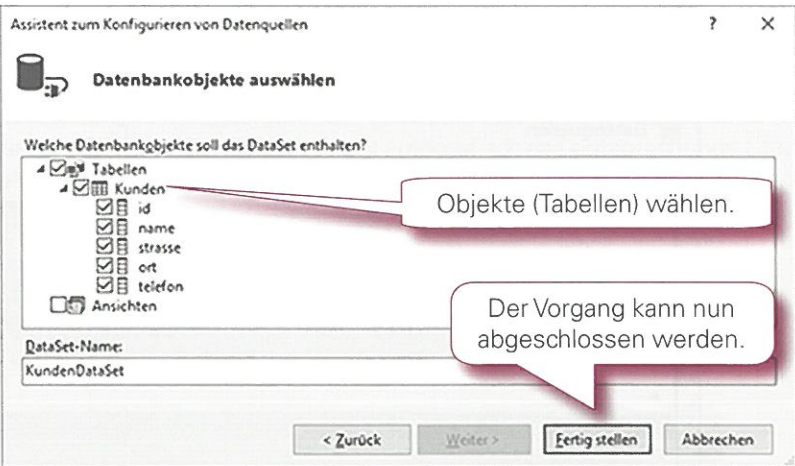 Assistent zum Konfigurieren von Datenquellen
? ×
Datenbankobjekte auswählen
Welche Datenbankobjekte soll das DataSet enthalten?
Tabellen
Kunden
id
name
strasse
ort
telefon
Ansichten
Objekte (Tabellen) wählen.
Der Vorgang kann nun
abgeschlossen werden.
DataSet-Name:
KundenDataSet
< Zurück
Weiter >
Fertig stellen
Abbrechen